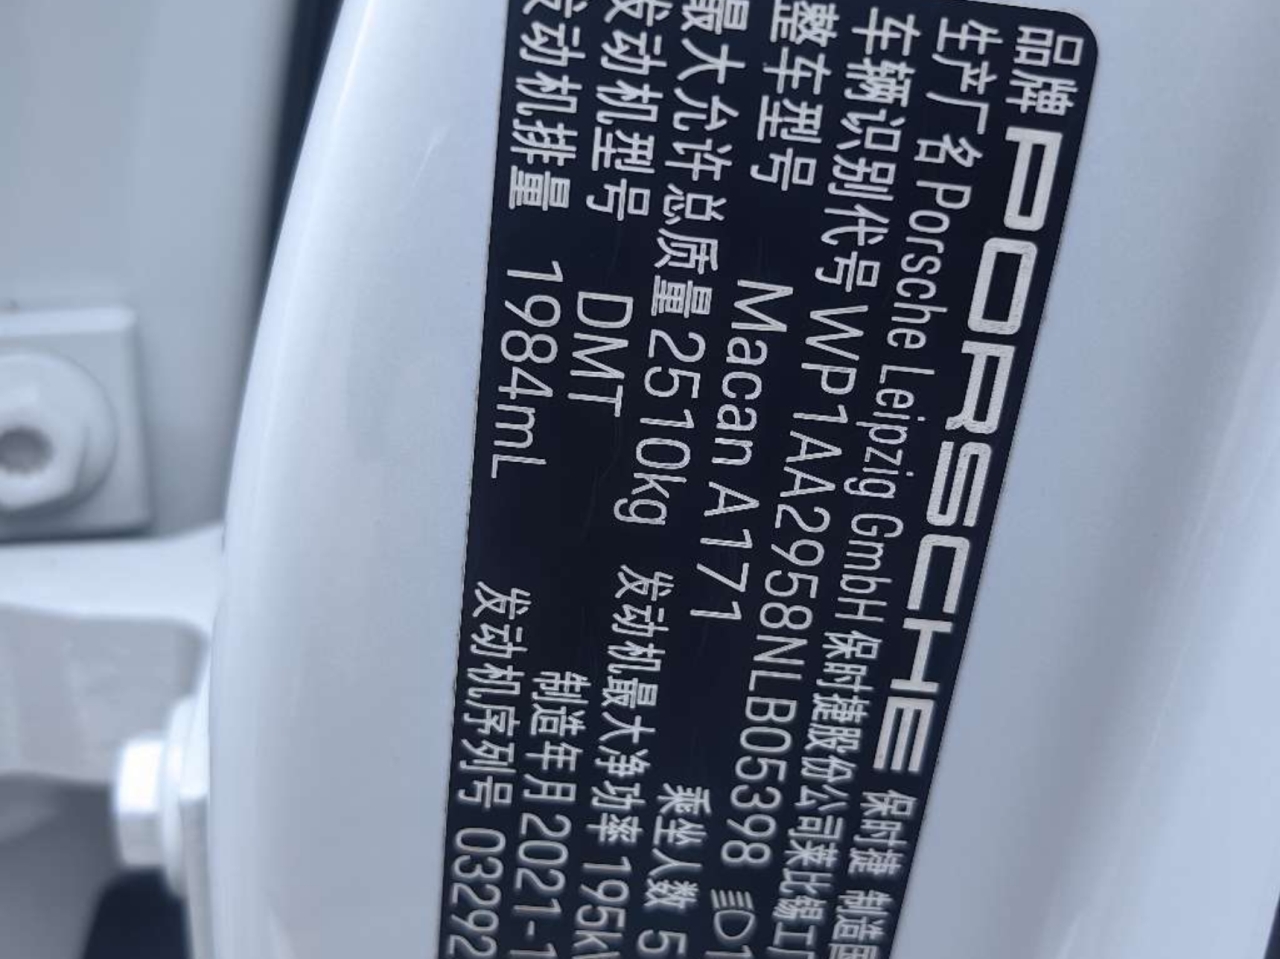 品牌 PORSCHE 保时捷 制造国
生产厂名 Porsche Leipzig GmbH 保时捷股份公司莱比锡工厂
车辆识别代号 WP1AA2958NLB05398
整车型号 Macan A171 乘坐人数 5
最大允许总质量 2510kg 发动机最大净功率 195kW
发动机型号 DMT 制造年月 2021-1
发动机排量 1984mL 发动机序列号 03292